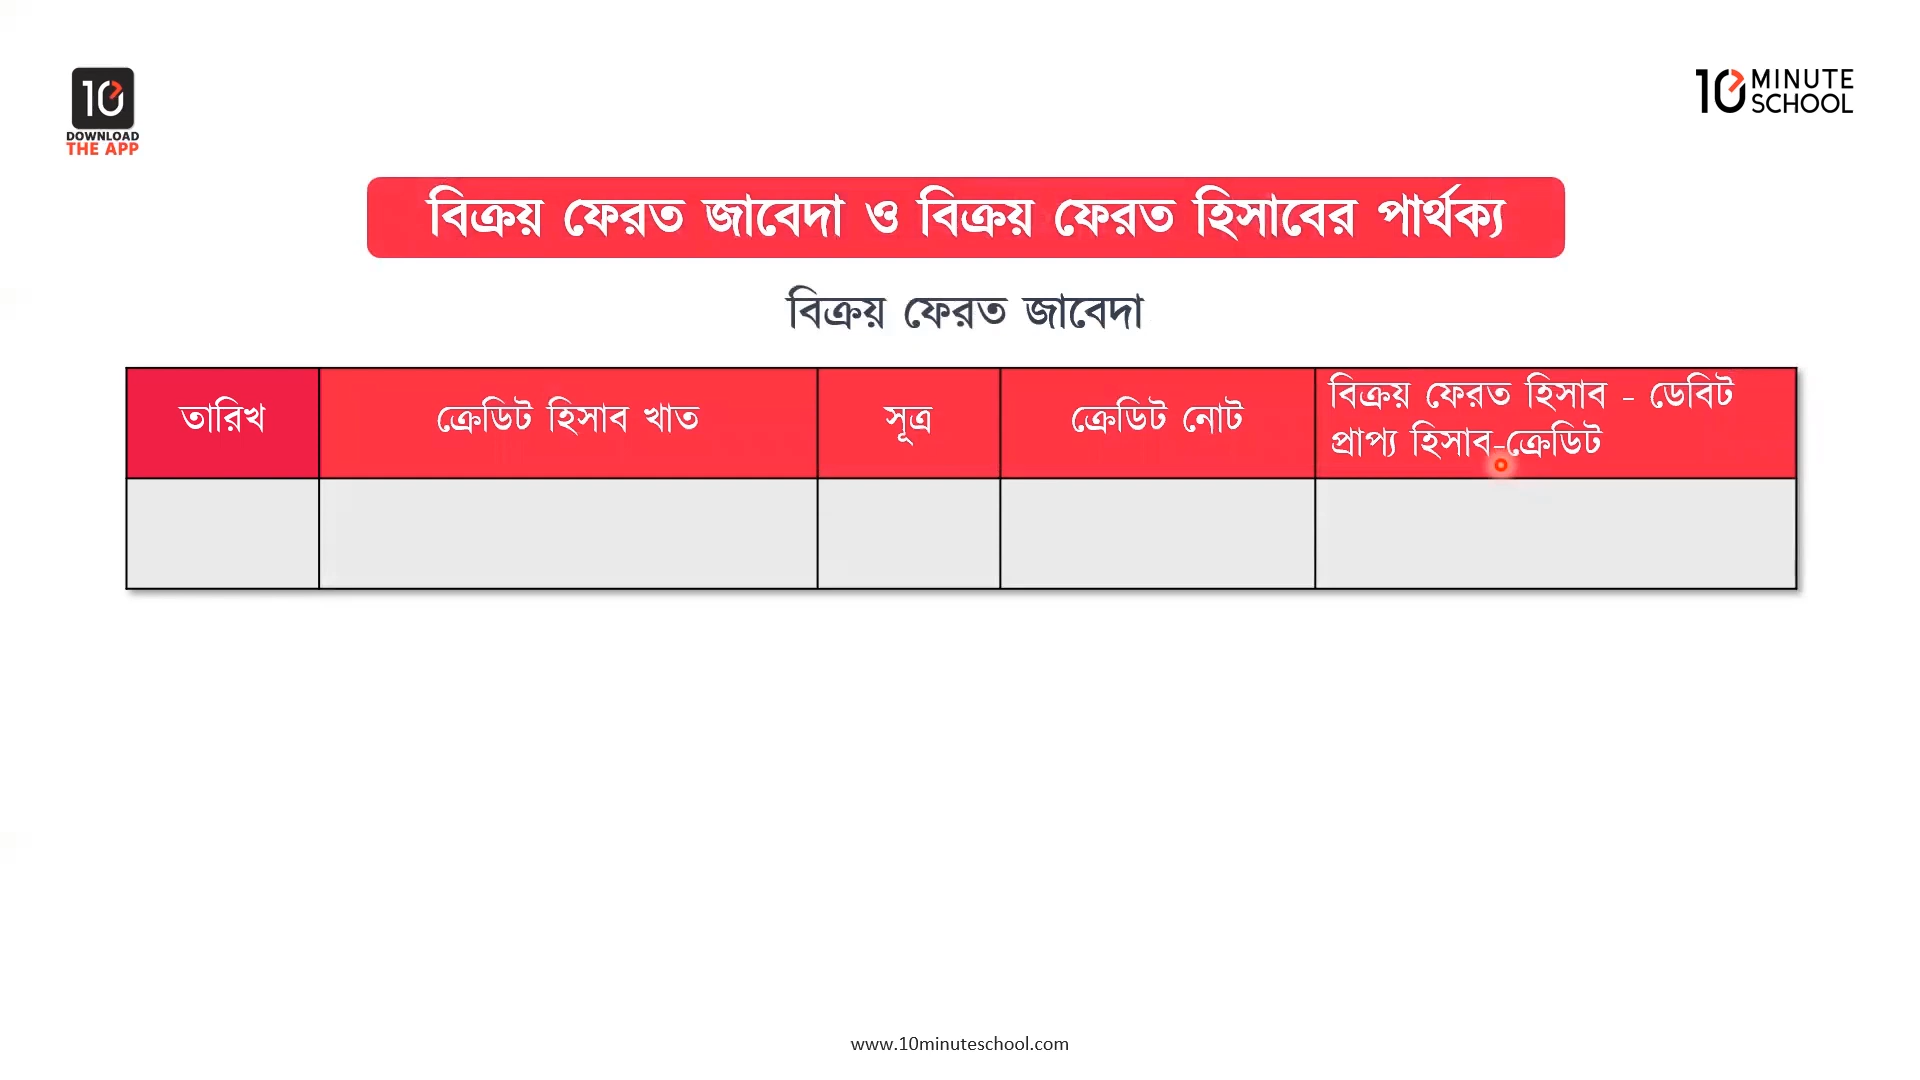 10
DOWNLOAD
THE APP
10 MINUTE
SCHOOL
বিক্রয় ফেরত জাবেদা ও বিক্রয় ফেরত হিসাবের পার্থক্য
বিক্রয় ফেরত জাবেদা
তারিখ
ক্রেডিট হিসাব খাত
সূত্র
ক্রেডিট নোট
বিক্রয় ফেরত হিসাব - ডেবিট
প্রাপ্য হিসাব-ক্রেডিট
www.10minuteschool.com